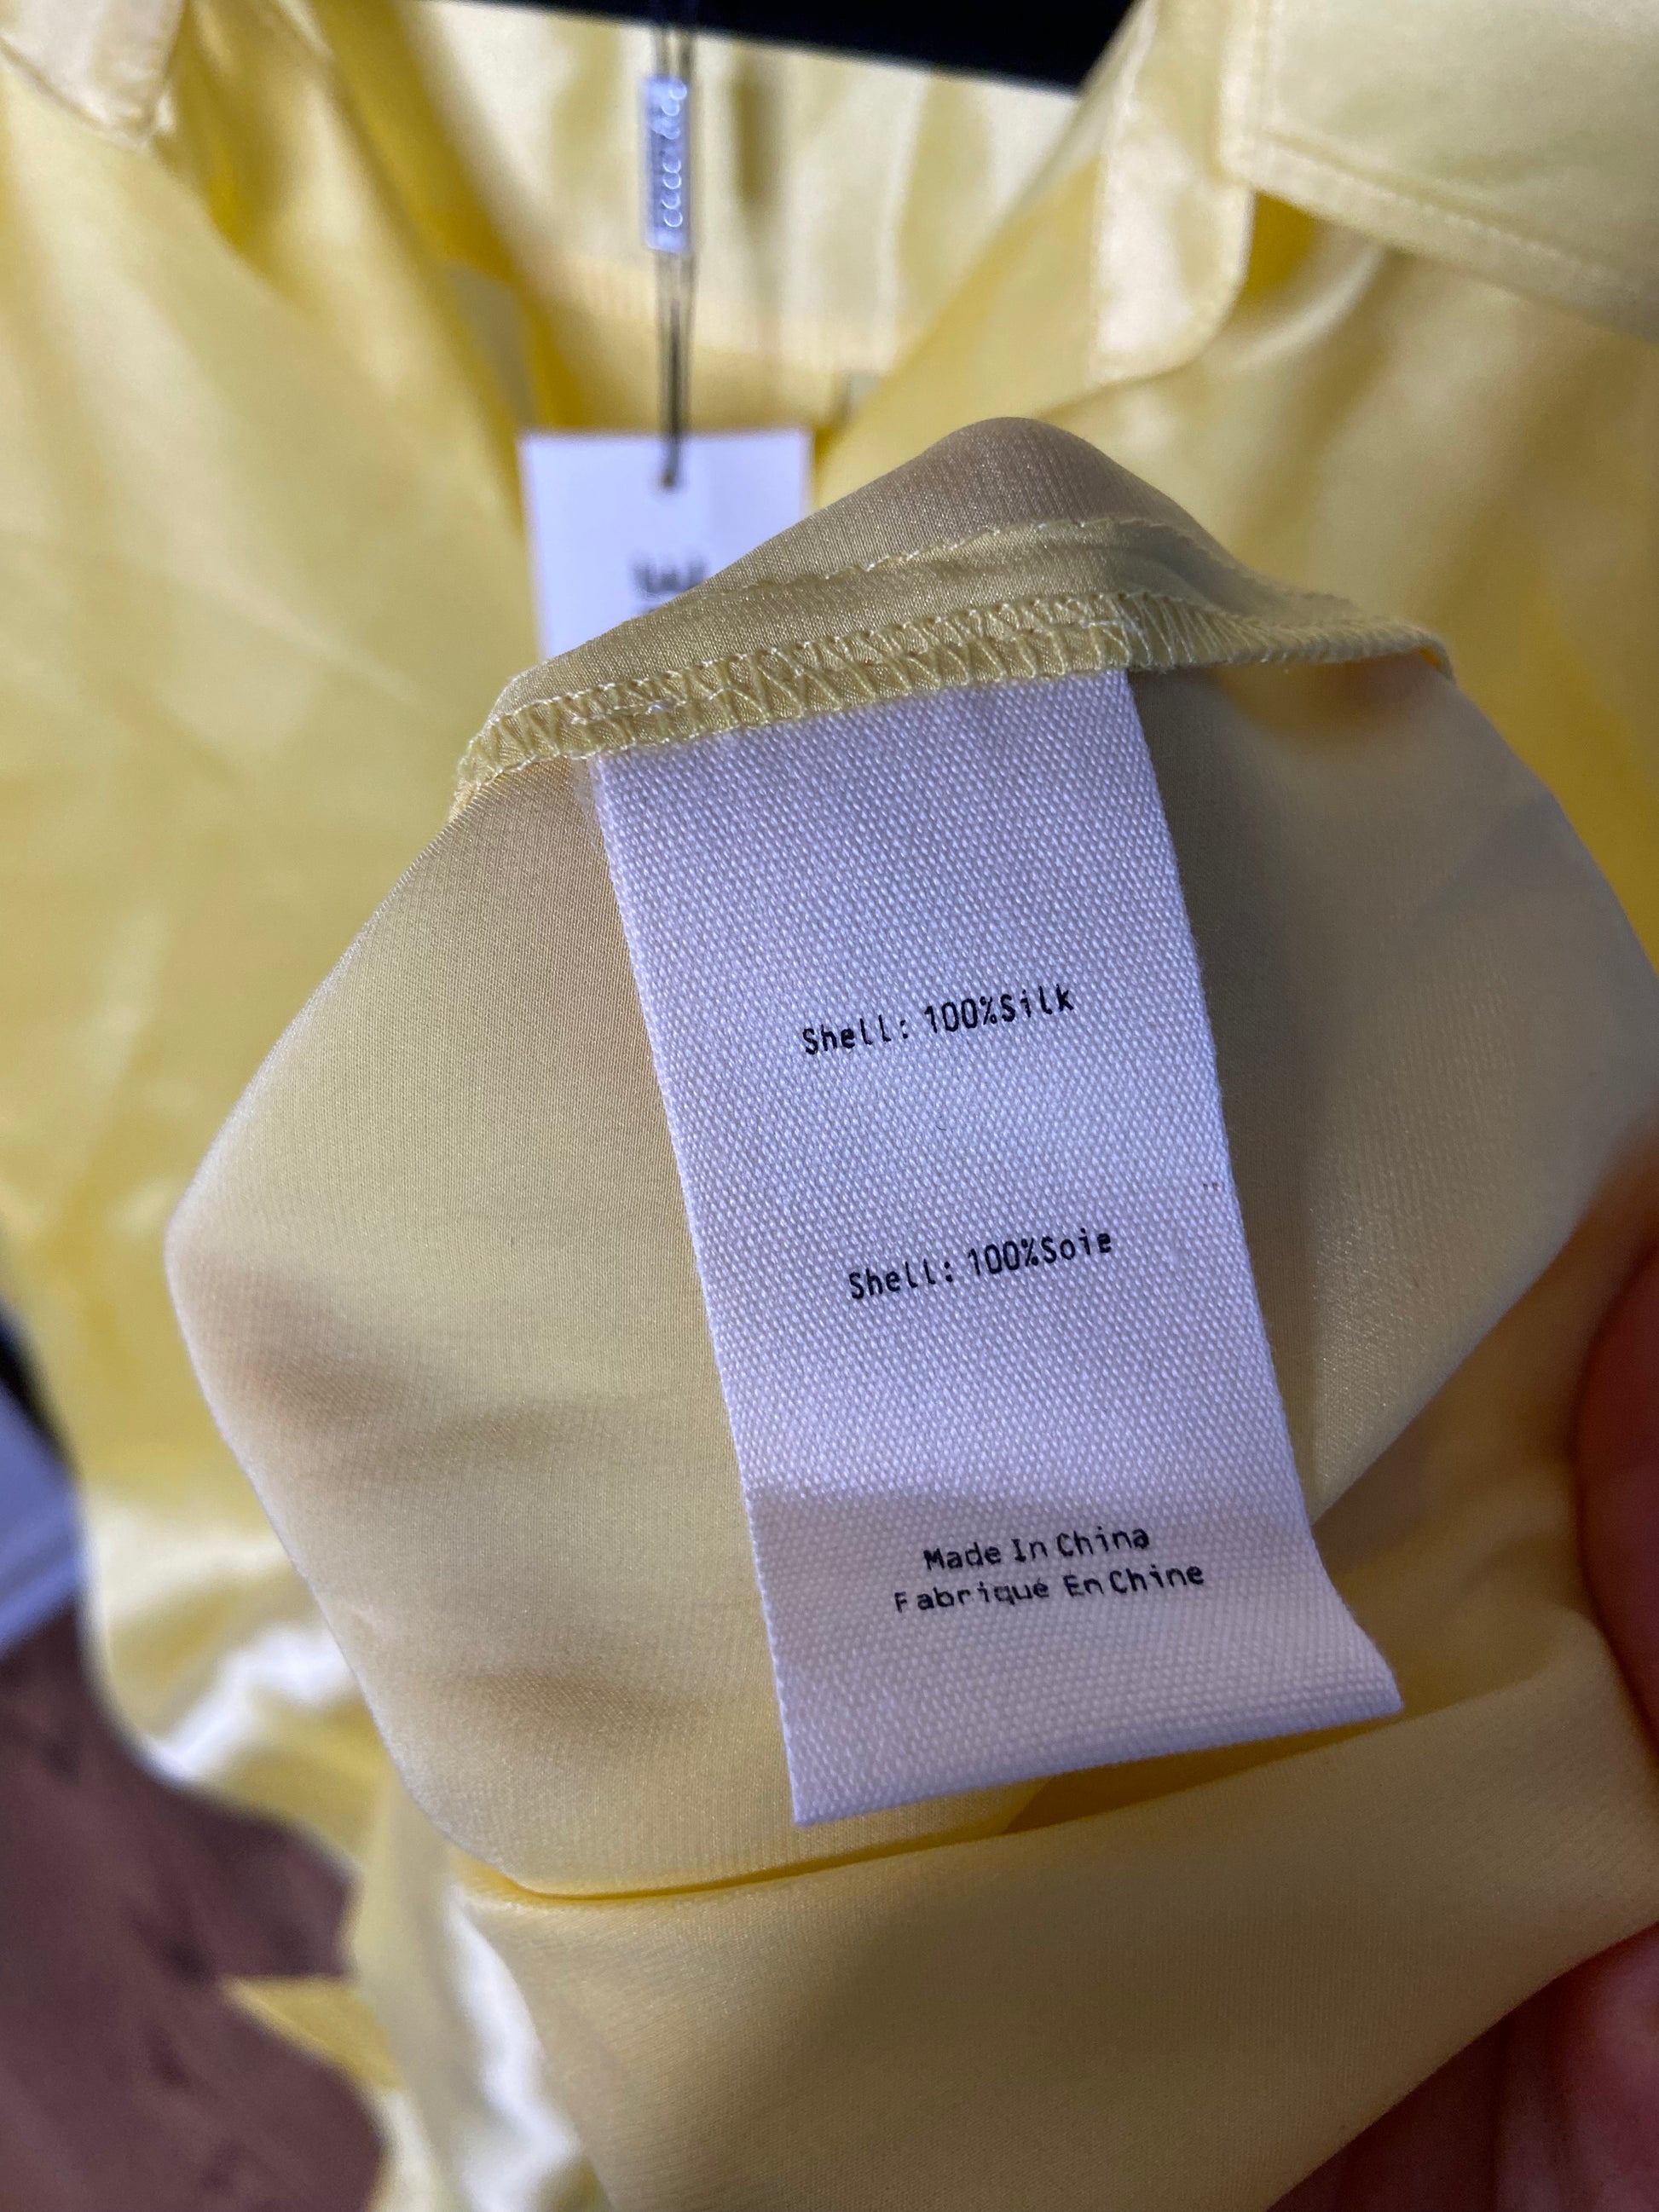 Shell: 100%Silk
Shell: 100%Soie
Made In China
Fabriqué En Chine